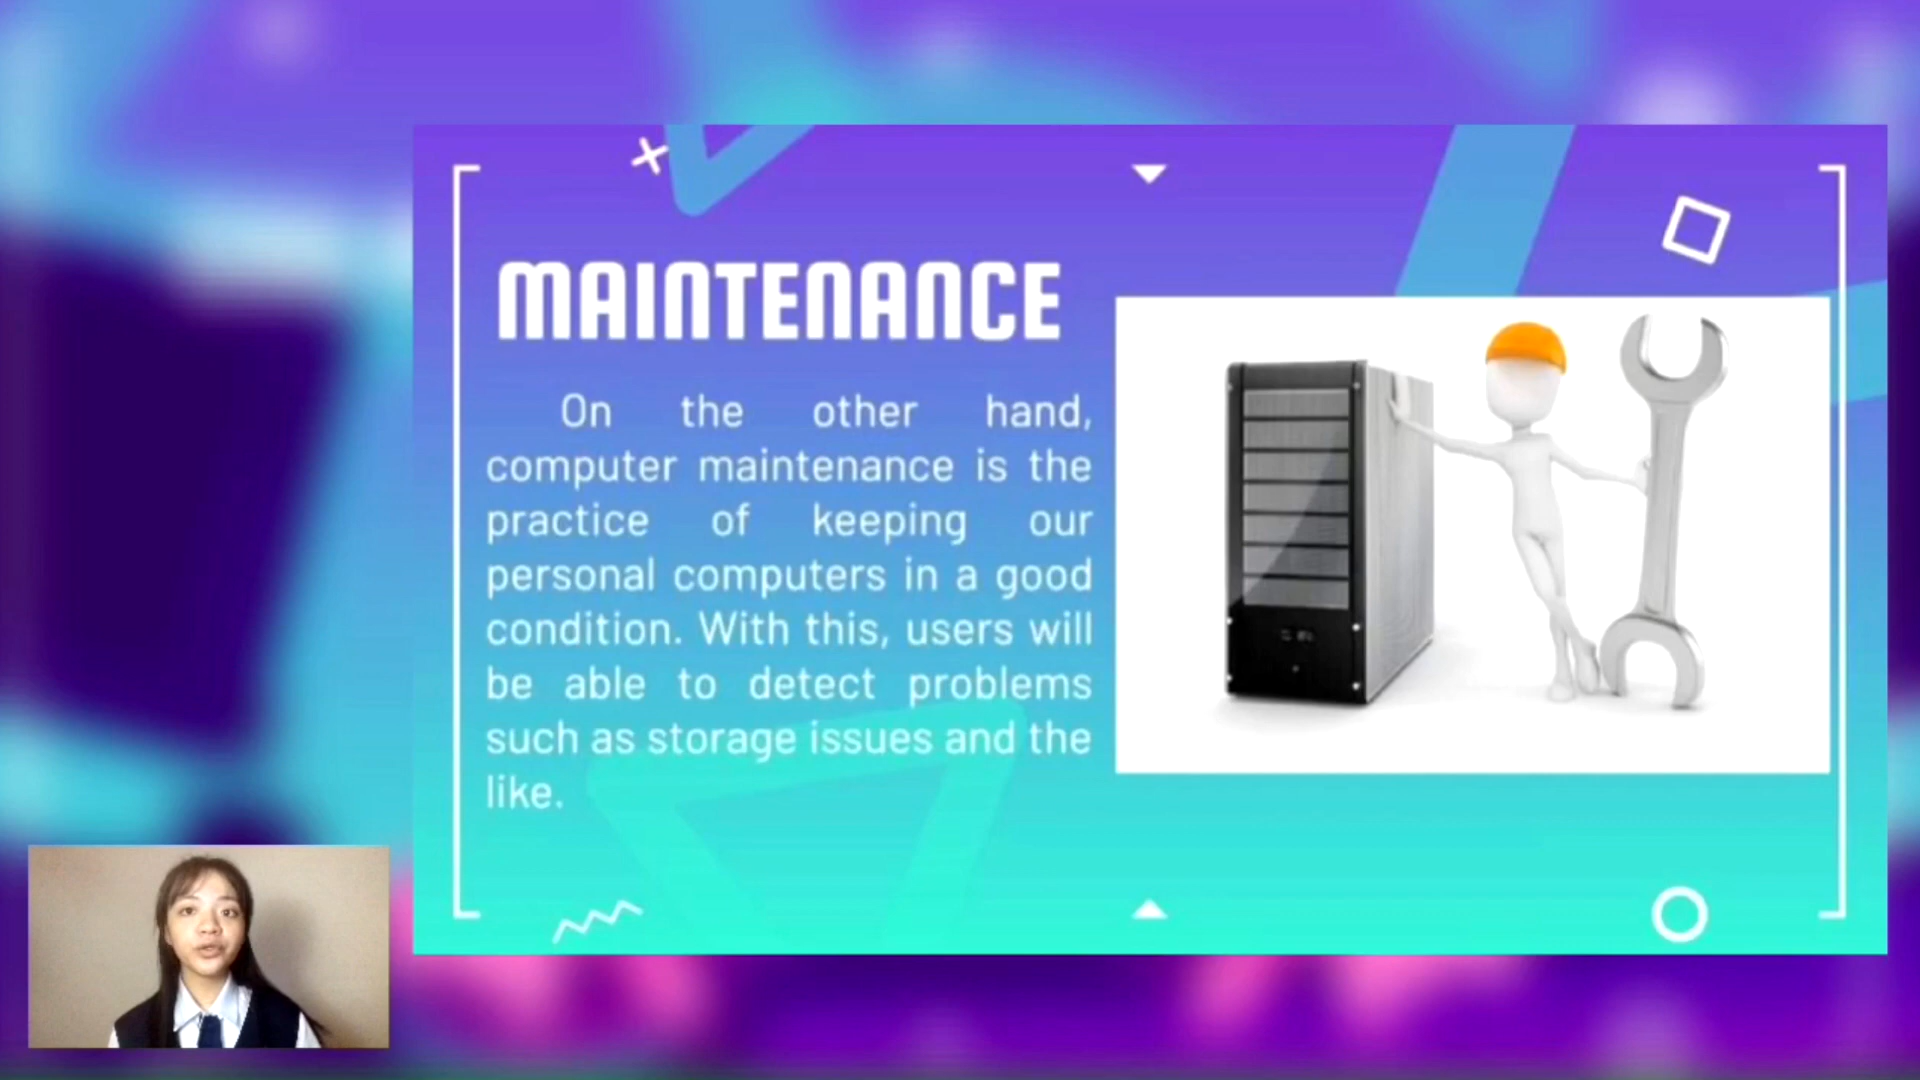 MAINTENANCE
On the other hand,
computer maintenance is the
practice of keeping our
personal computers in a good
condition. With this, users will
be able to detect problems
such as storage issues and the
like.